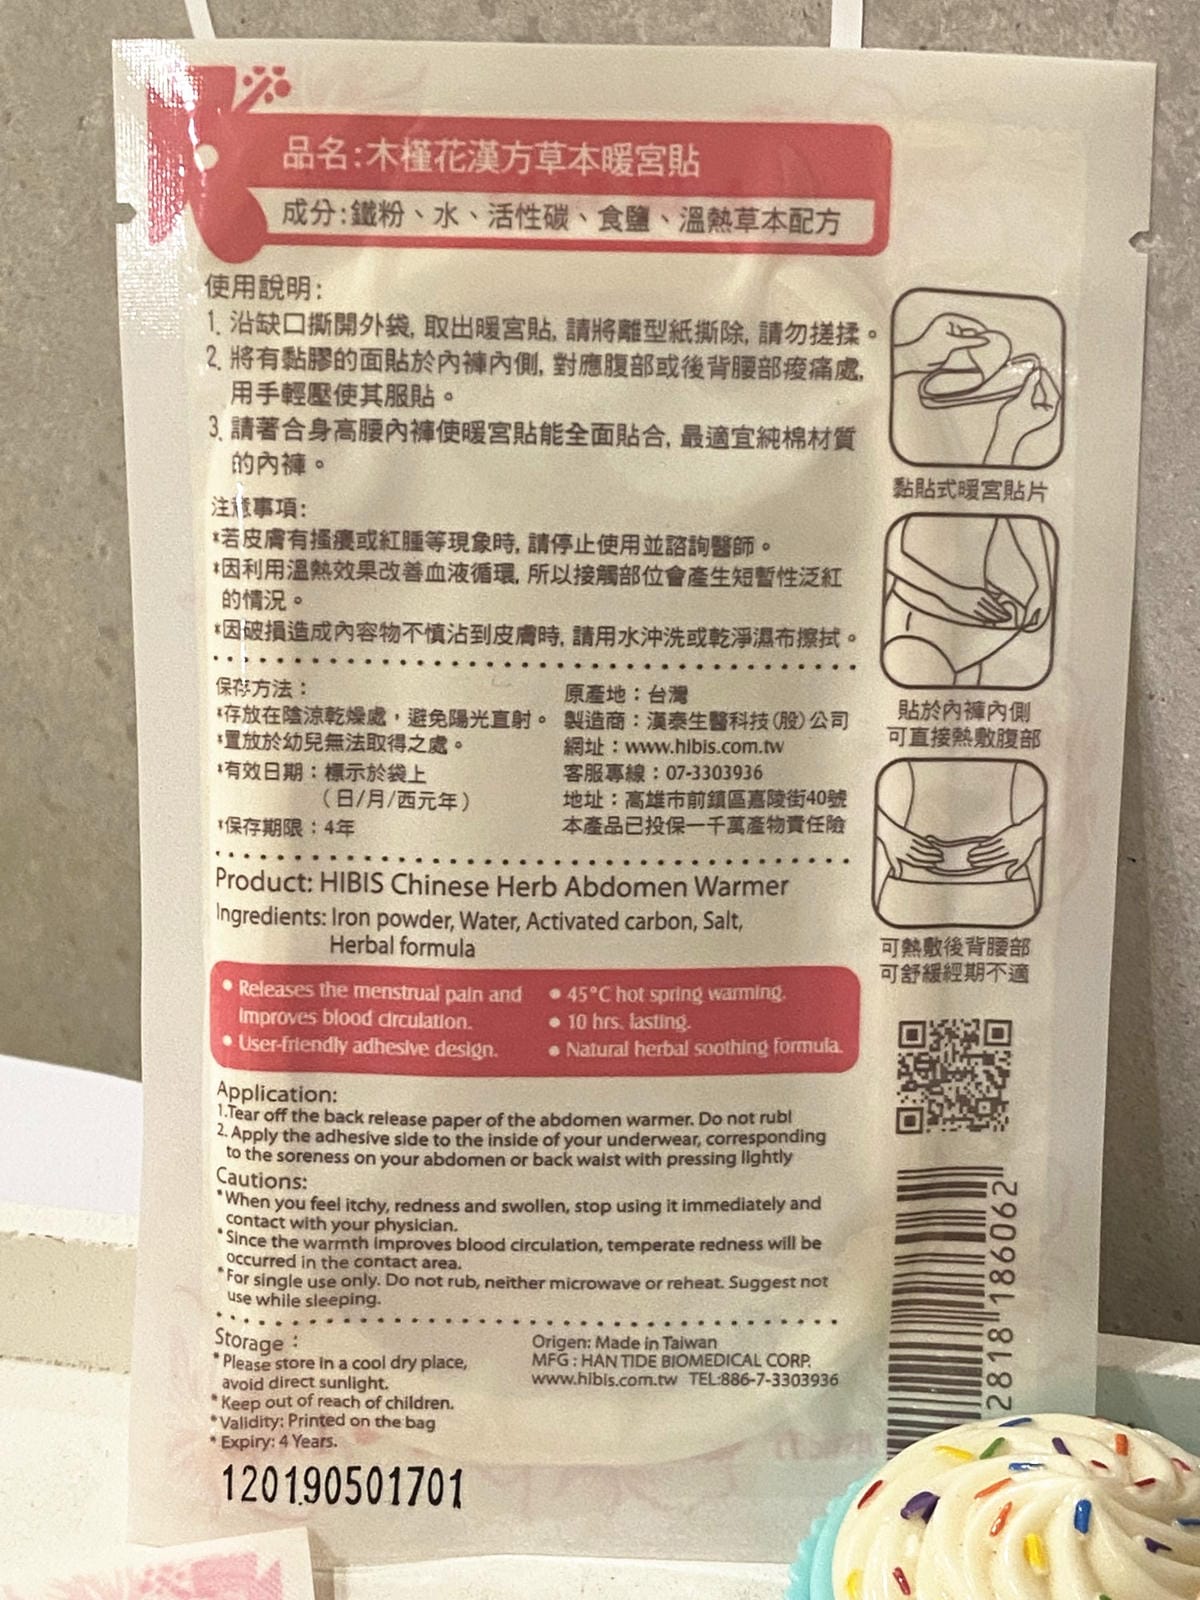 品名:木槿花漢方草本暖宮貼
成分:鐵粉、水、活性碳、食鹽、溫熱草本配方
使用說明:
1. 沿缺口撕開外袋, 取出暖宮貼, 請將離型紙撕除, 請勿搓揉。
2. 將有黏膠的面貼於內褲內側, 對應腹部或後背腰部痠痛處,
用手輕壓使其服貼。
3. 請著合身高腰內褲使暖宮貼能全面貼合, 最適宜純棉材質
的內褲。
注意事項:
*若皮膚有搔癢或紅腫等現象時, 請停止使用並諮詢醫師。
*因利用溫熱效果改善血液循環, 所以接觸部位會產生短暫性泛紅
的情況。
*因破損造成內容物不慎沾到皮膚時, 請用水沖洗或乾淨濕布擦拭。
保存方法:
*存放在陰涼乾燥處,避免陽光直射。
*置放於幼兒無法取得之處。
*有效日期:標示於袋上
(日/月/西元年)
*保存期限:4年
原產地:台灣
製造商:漢泰生醫科技(股)公司
網址:www.hibis.com.tw
客服專線:07-3303936
地址:高雄市前鎮區嘉陵街40號
本產品已投保一千萬產物責任險
Product: HIBIS Chinese Herb Abdomen Warmer
Ingredients: Iron powder, Water, Activated carbon, Salt,
Herbal formula
• Releases the menstrual pain and
improves blood circulation.
• User-friendly adhesive design.
• 45°C hot spring warming.
• 10 hrs. lasting.
• Natural herbal soothing formula.
Application:
1.Tear off the back release paper of the abdomen warmer. Do not rub!
2. Apply the adhesive side to the inside of your underwear, corresponding
to the soreness on your abdomen or back waist with pressing lightly
Cautions:
*When you feel itchy, redness and swollen, stop using it immediately and
contact with your physician.
*Since the warmth improves blood circulation, temperate redness will be
occurred in the contact area.
*For single use only. Do not rub, neither microwave or reheat. Suggest not
use while sleeping.
Storage:
*Please store in a cool dry place,
avoid direct sunlight.
*Keep out of reach of children.
*Validity: Printed on the bag
*Expiry: 4 Years.
Origen: Made in Taiwan
MFG : HAN TIDE BIOMEDICAL CORP.
www.hibis.com.tw TEL:886-7-3303936
120190501701
黏貼式暖宮貼片
貼於內褲內側
可直接熱敷腹部
可熱敷後背腰部
可舒緩經期不適